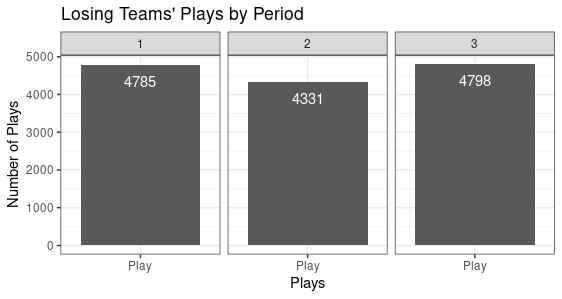 Losing Teams' Plays by Period
1 2 3
5000
4000
3000
2000
1000
0
Number of Plays
4785 4331 4798
Play Play Play
Plays